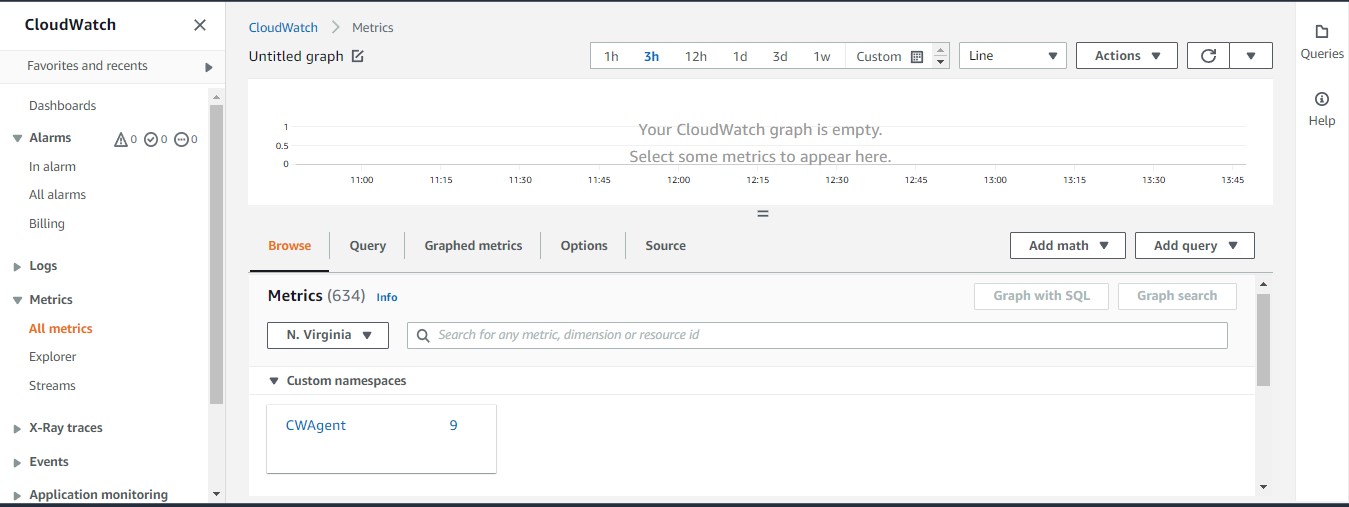 CloudWatch
Favorites and recents
Dashboards
Alarms 0 0 0
In alarm
All alarms
Billing
Logs
Metrics
All metrics
Explorer
Streams
X-Ray traces
Events
Application monitoring
CloudWatch Metrics
Untitled graph
1h 3h 12h 1d 3d 1w Custom Line Actions
1
0.5
0
Your CloudWatch graph is empty.
Select some metrics to appear here.
11:00 11:15 11:30 11:45 12:00 12:15 12:30 12:45 13:00 13:15 13:30 13:45
Browse Query Graphed metrics Options Source Add math Add query
Metrics (634) Info Graph with SQL Graph search
N. Virginia Search for any metric, dimension or resource id
Custom namespaces
CWAgent 9
Queries
Help